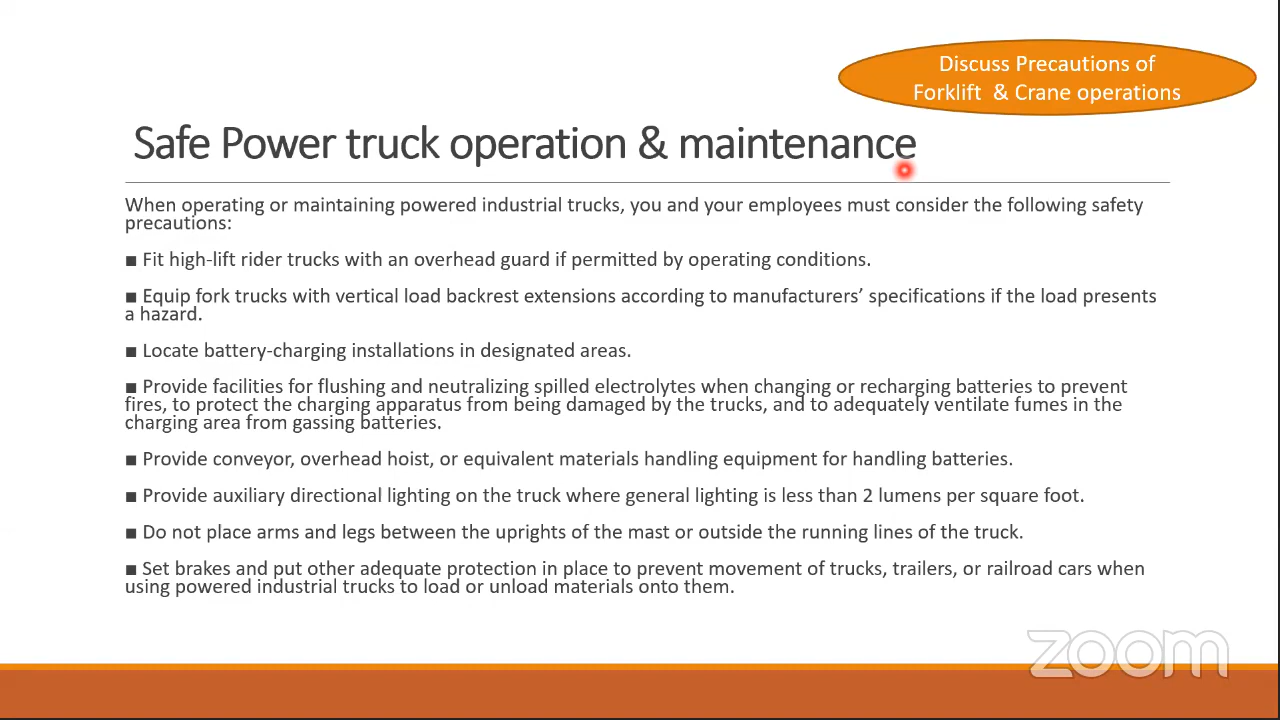 Discuss Precautions of
Forklift & Crane operations
Safe Power truck operation & maintenance
When operating or maintaining powered industrial trucks, you and your employees must consider the following safety
precautions:
■ Fit high-lift rider trucks with an overhead guard if permitted by operating conditions.
■ Equip fork trucks with vertical load backrest extensions according to manufacturers’ specifications if the load presents
a hazard.
■ Locate battery-charging installations in designated areas.
■ Provide facilities for flushing and neutralizing spilled electrolytes when changing or recharging batteries to prevent
fires, to protect the charging apparatus from being damaged by the trucks, and to adequately ventilate fumes in the
charging area from gassing batteries.
■ Provide conveyor, overhead hoist, or equivalent materials handling equipment for handling batteries.
■ Provide auxiliary directional lighting on the truck where general lighting is less than 2 lumens per square foot.
■ Do not place arms and legs between the uprights of the mast or outside the running lines of the truck.
■ Set brakes and put other adequate protection in place to prevent movement of trucks, trailers, or railroad cars when
using powered industrial trucks to load or unload materials onto them.
zoom